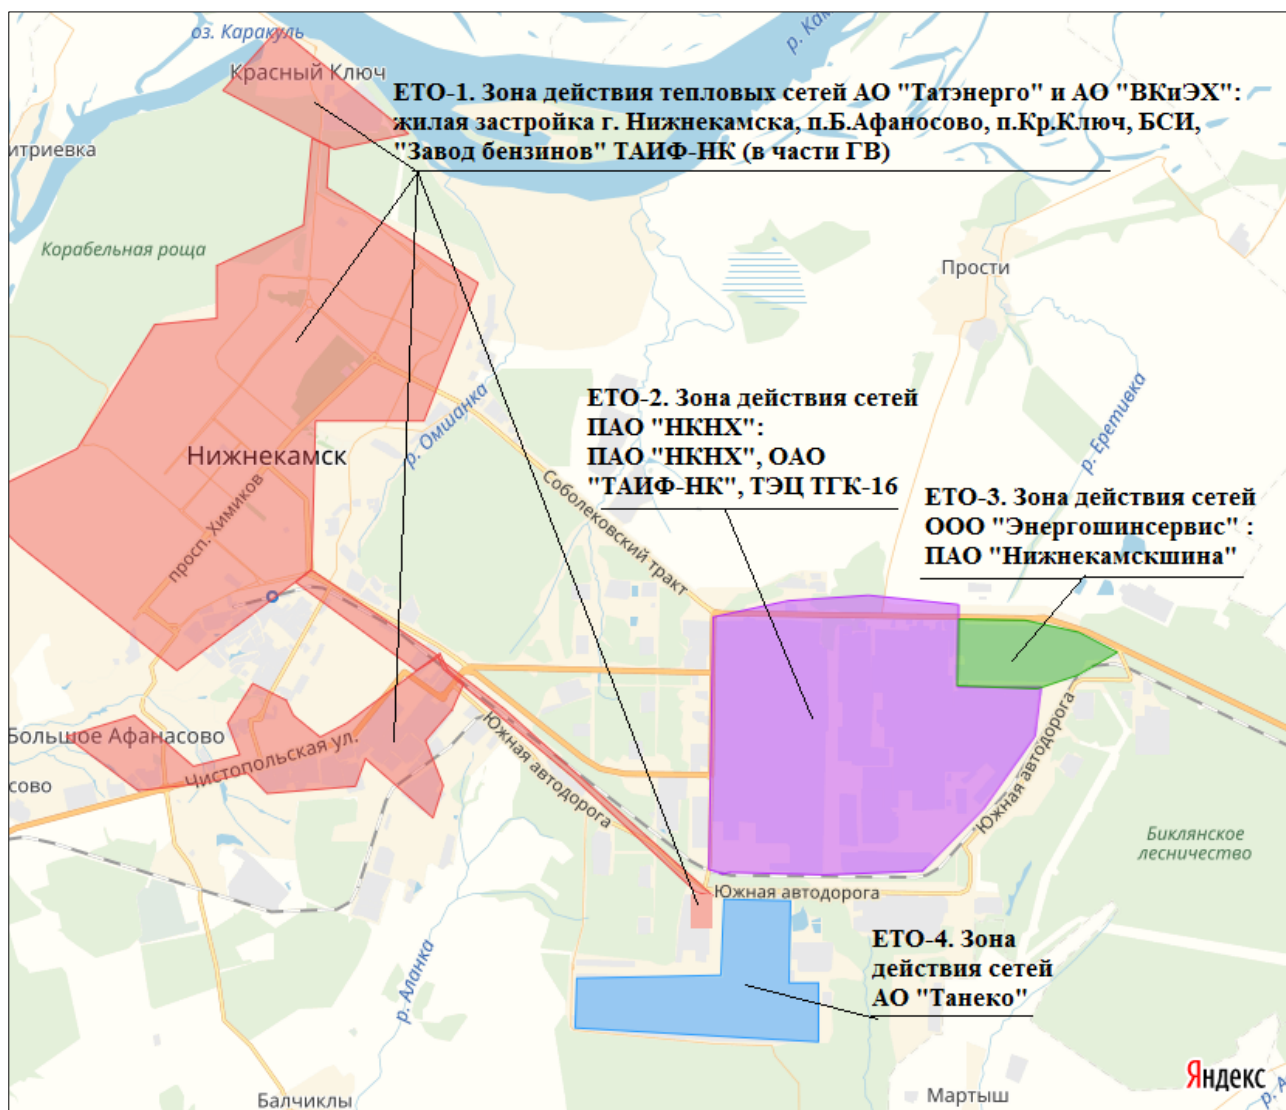 оз. Каракуль
р. Кам
Красный Ключ
ЕТО-1. Зона действия тепловых сетей АО "Татэнерго" и АО "ВКиЭХ":
жилая застройка г. Нижнекамска, п.Б.Афаносово, п.Кр.Ключ, БСИ,
"Завод бензинов" ТАИФ-НК (в части ГВ)
итриевка
Корабельная роща
Прости
ЕТО-2. Зона действия сетей
ПАО "НКНХ":
ПАО "НКНХ", ОАО
"ТАИФ-НК", ТЭЦ ТГК-16
р. Омшанка
р. Еретивка
Нижнекамск
просп. Химиков
Соболековский тракт
ЕТО-3. Зона действия сетей
ООО "Энергошинсервис" :
ПАО "Нижнекамскшина"
Большое Афанасово
Чистопольская ул.
Южная автодорога
Южная автодорога
сово
Биклянское
лесничество
Южная автодорога
р. Аланка
ЕТО-4. Зона
действия сетей
АО "Танеко"
Яндекс
Балчиклы
Мартыш
р. А